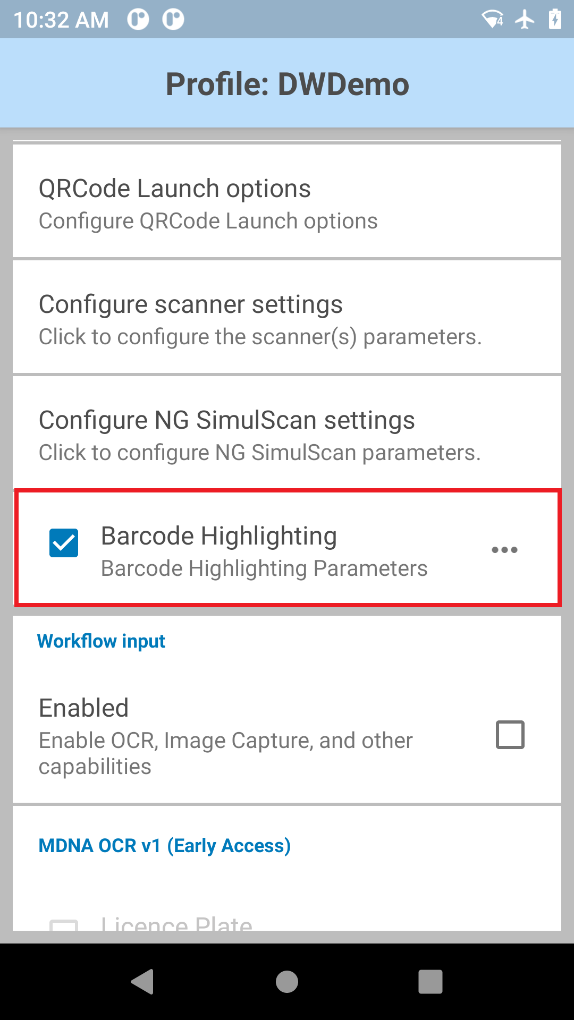 10:32 AM
4
Profile: DWDemo
QRCode Launch options
Configure QRCode Launch options
Configure scanner settings
Click to configure the scanner(s) parameters.
Configure NG SimulScan settings
Click to configure NG SimulScan parameters.
Barcode Highlighting
Barcode Highlighting Parameters
Workflow input
Enabled
Enable OCR, Image Capture, and other
capabilities
MDNA OCR v1 (Early Access)
Licence Plate